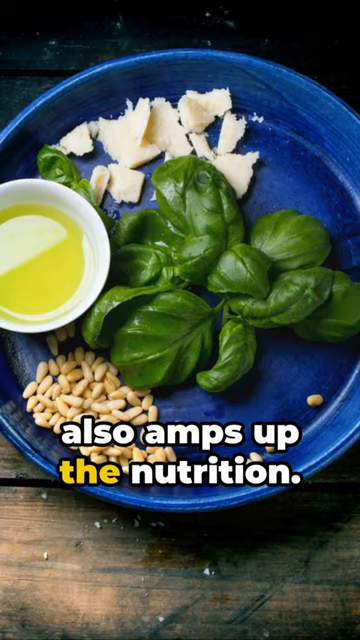 also amps up
the nutrition.